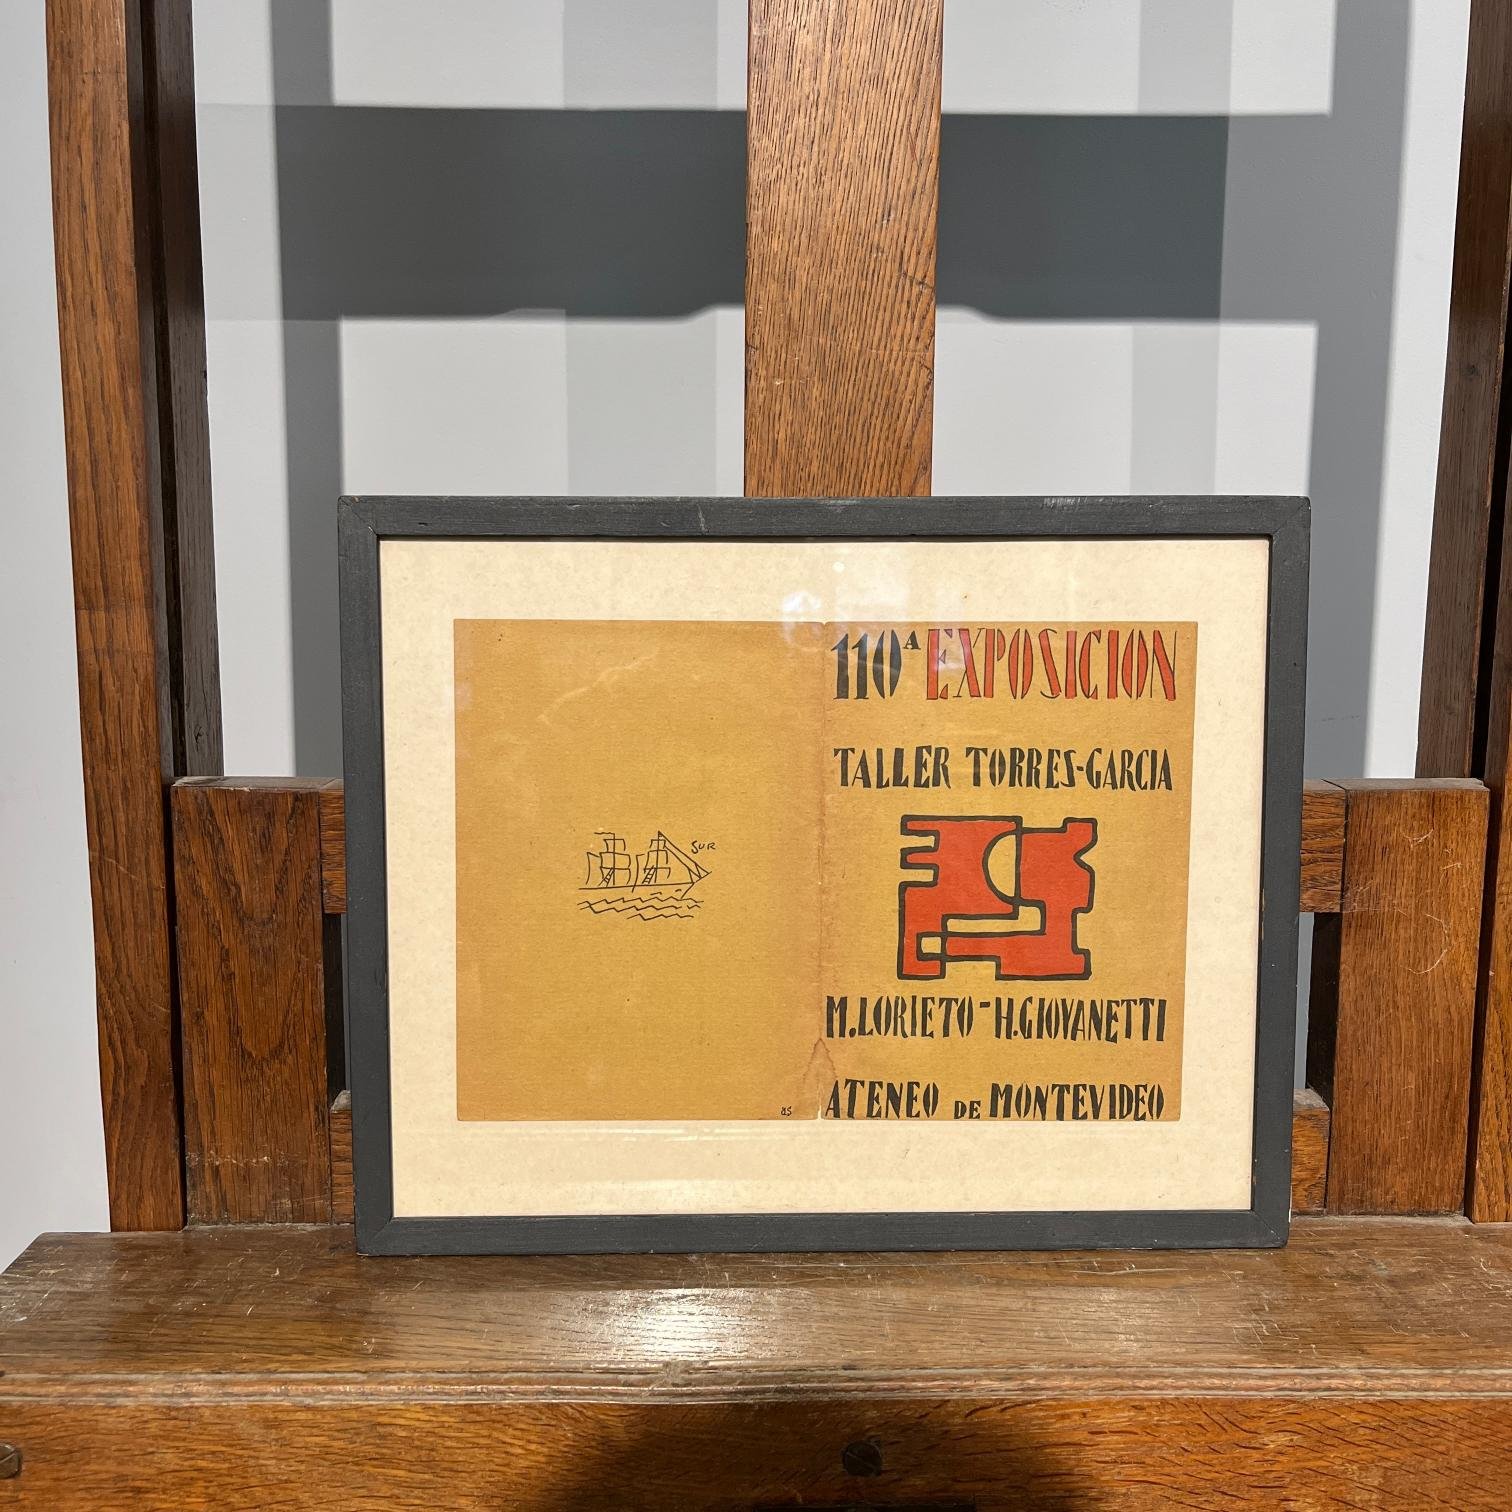 SUR
110A EXPOSICION
TALLER TORRES-GARCIA
M. LORIETO - H. GIOVANETTI
ATENEO DE MONTEVIDEO